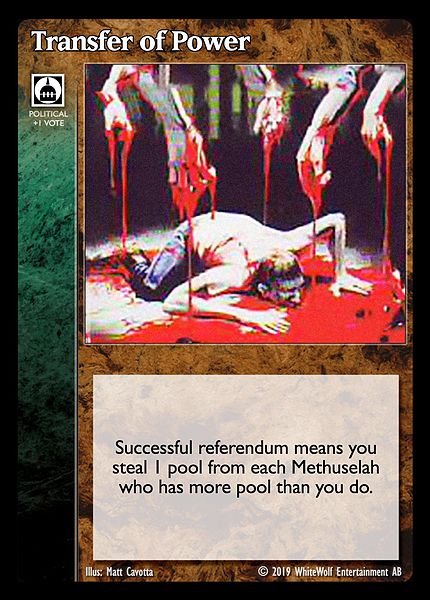 Transfer of Power
POLITICAL
+1 VOTE
Successful referendum means you
steal 1 pool from each Methuselah
who has more pool than you do.
Illus: Matt Cavotta © 2019 WhiteWolf Entertainment AB